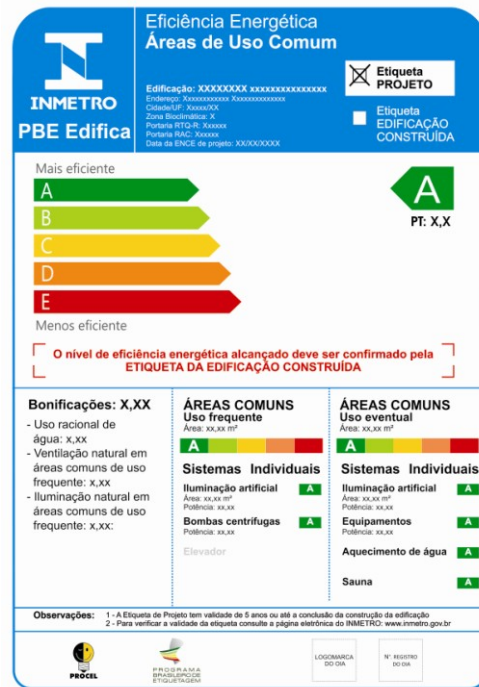 Eficiência Energética
Áreas de Uso Comum
INMETRO
PBE Edifica
Edificação: XXXXXXXX xxxxxxxxxxxxxxx
Endereço: Xxxxxxxxxxxx Xxxxxxxxxxxxxx
Cidade/UF: Xxxxx/XX
Zona Bioclimática: X
Portaria RTQ-R: Xxxxxx
Portaria RAC: Xxxxxx
Data da ENCE de projeto: XX/XX/XXXX
Etiqueta
PROJETO
Etiqueta
EDIFICAÇÃO
CONSTRUÍDA
Mais eficiente
A
B
C
D
E
Menos eficiente
A
PT: X,X
O nível de eficiência energética alcançado deve ser confirmado pela
ETIQUETA DA EDIFICAÇÃO CONSTRUÍDA
Bonificações: X,XX
- Uso racional de
água: x,xx
- Ventilação natural em
áreas comuns de uso
frequente: x,xx
- Iluminação natural em
áreas comuns de uso
frequente: x,xx:
ÁREAS COMUNS
Uso frequente
Área: xx,xx m²
A
Sistemas Individuais
Iluminação artificial A
Área: xx,xx m²
Potência: xx,xx
Bombas centrífugas A
Potência: xx,xx
Elevador
ÁREAS COMUNS
Uso eventual
Área: xx,xx m²
A
Sistemas Individuais
Iluminação artificial A
Área: xx,xx m²
Potência: xx,xx
Equipamentos A
Potência: xx,xx
Aquecimento de água A
Sauna A
Observações: 1 - A Etiqueta de Projeto tem validade de 5 anos ou até a conclusão da construção da edificação
2 - Para verificar a validade da etiqueta consulte a página eletrônica do INMETRO: www.inmetro.gov.br
PROCEL
PROGRAMA
BRASILEIRO DE
ETIQUETAGEM
LOGOMARCA
DO OIA
N°. REGISTRO
DO OIA